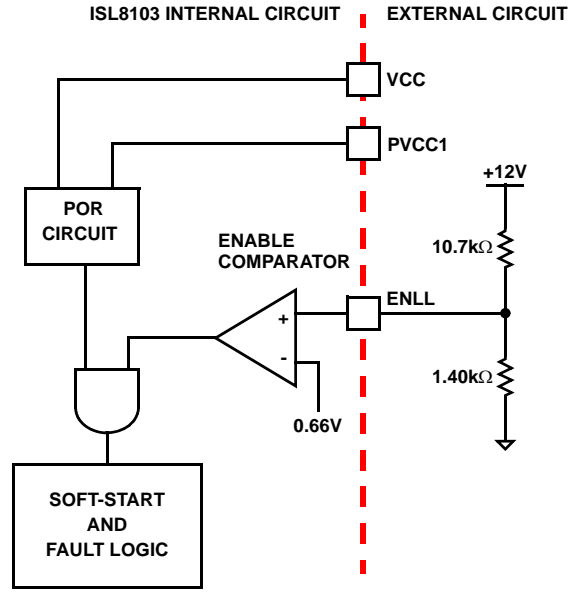 ISL8103 INTERNAL CIRCUIT
EXTERNAL CIRCUIT
VCC
PVCC1
+12V
POR
CIRCUIT
10.7kΩ
ENABLE
COMPARATOR
ENLL
+
-
1.40kΩ
0.66V
SOFT-START
AND
FAULT LOGIC